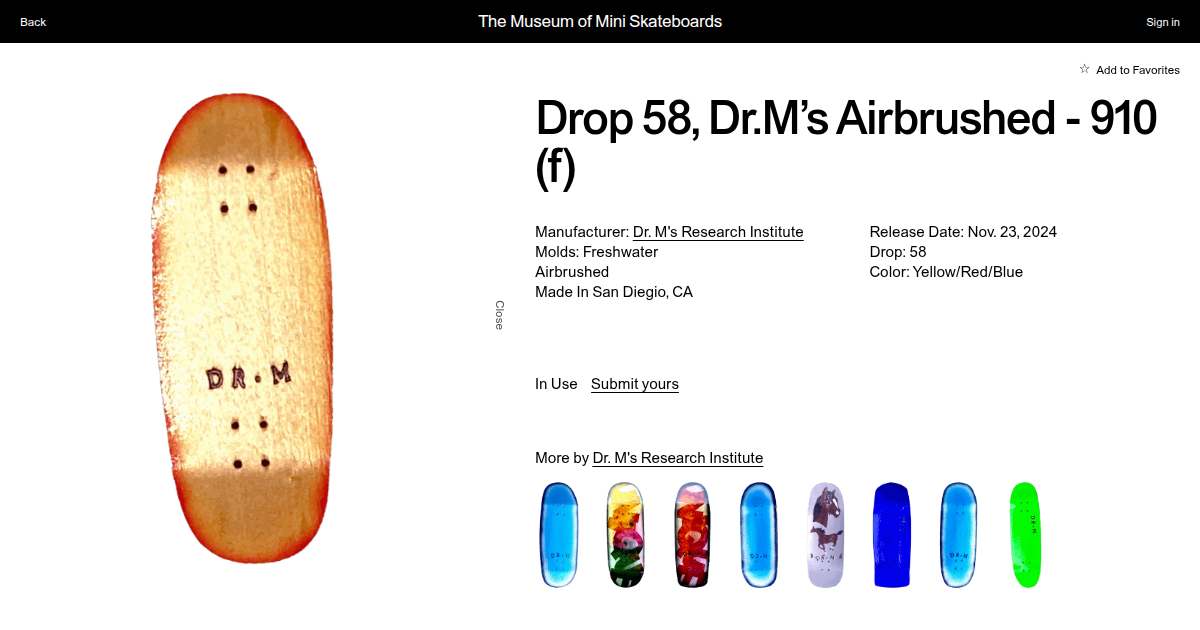 Back
The Museum of Mini Skateboards
Sign in
☆ Add to Favorites
Drop 58, Dr.M’s Airbrushed - 910
(f)
Manufacturer: Dr. M's Research Institute
Molds: Freshwater
Airbrushed
Made In San Diegio, CA
Release Date: Nov. 23, 2024
Drop: 58
Color: Yellow/Red/Blue
Close
DR.M
In Use Submit yours
More by Dr. M's Research Institute
DR.M